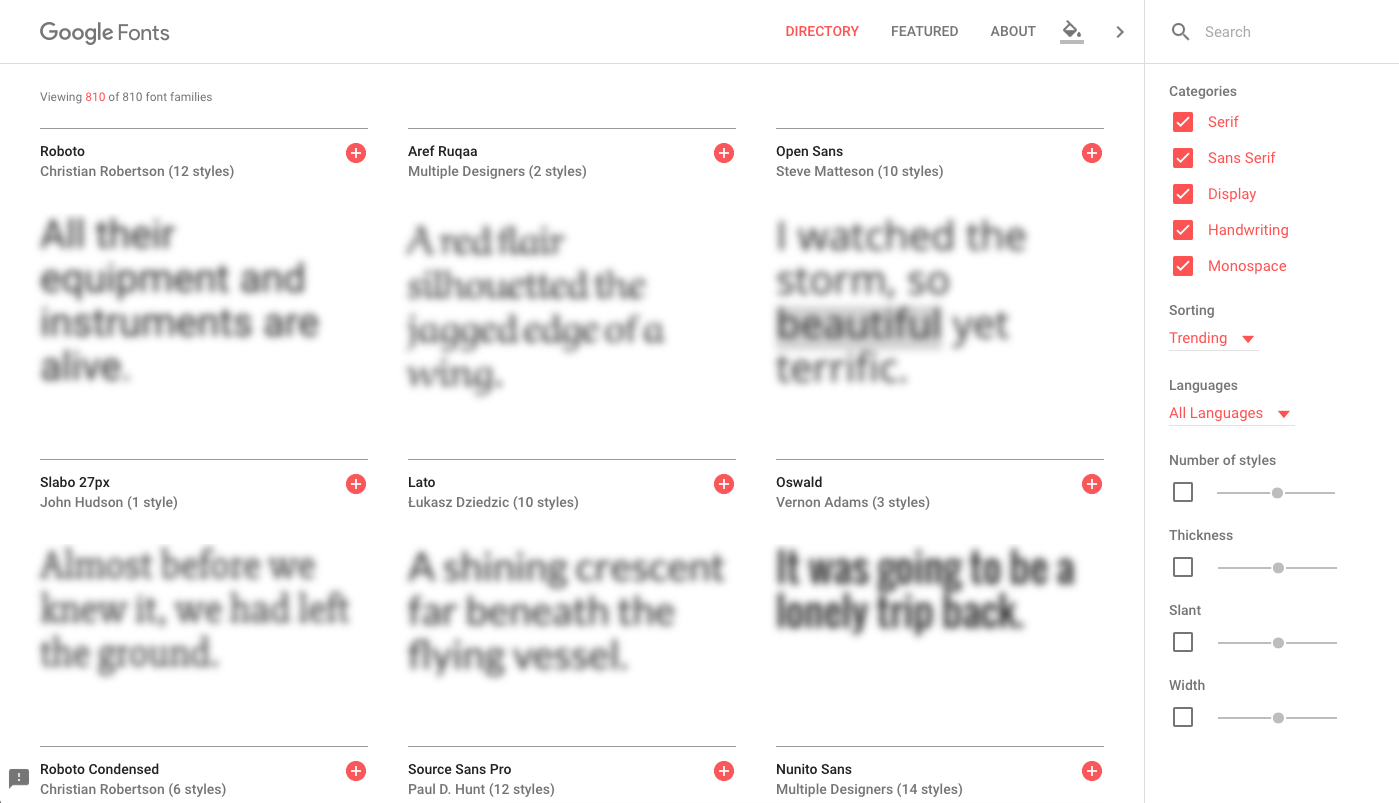 Google Fonts
DIRECTORY
FEATURED
ABOUT
Search
Viewing 810 of 810 font families
Roboto
Christian Robertson (12 styles)
All their
equipment and
instruments are
alive.
Aref Ruqaa
Multiple Designers (2 styles)
A red flair
silhouetted the
jagged edge of a
wing.
Open Sans
Steve Matteson (10 styles)
I watched the
storm, so
beautiful yet
terrific.
Slabo 27px
John Hudson (1 style)
Almost before we
knew it, we had left
the ground.
Lato
Łukasz Dziedzic (10 styles)
A shining crescent
far beneath the
flying vessel.
Oswald
Vernon Adams (3 styles)
It was going to be a
lonely trip back.
Roboto Condensed
Christian Robertson (6 styles)
Source Sans Pro
Paul D. Hunt (12 styles)
Nunito Sans
Multiple Designers (14 styles)
Categories
Serif
Sans Serif
Display
Handwriting
Monospace
Sorting
Trending
Languages
All Languages
Number of styles
Thickness
Slant
Width